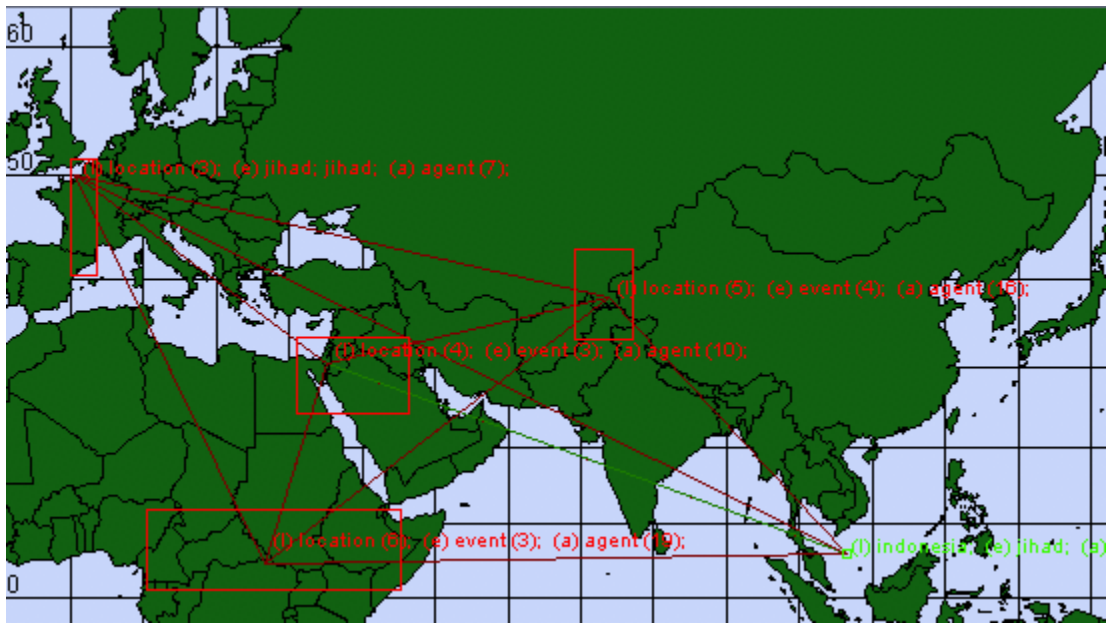 60
50
(l) location (3); (e) jihad; jihad; (a) agent (7);
(l) location (5); (e) event (4); (a) agent (16);
(l) location (4); (e) event (3); (a) agent (10);
(l) location (6); (e) event (3); (a) agent (19);
(l) indonesia; (e) jihad; (a)
0